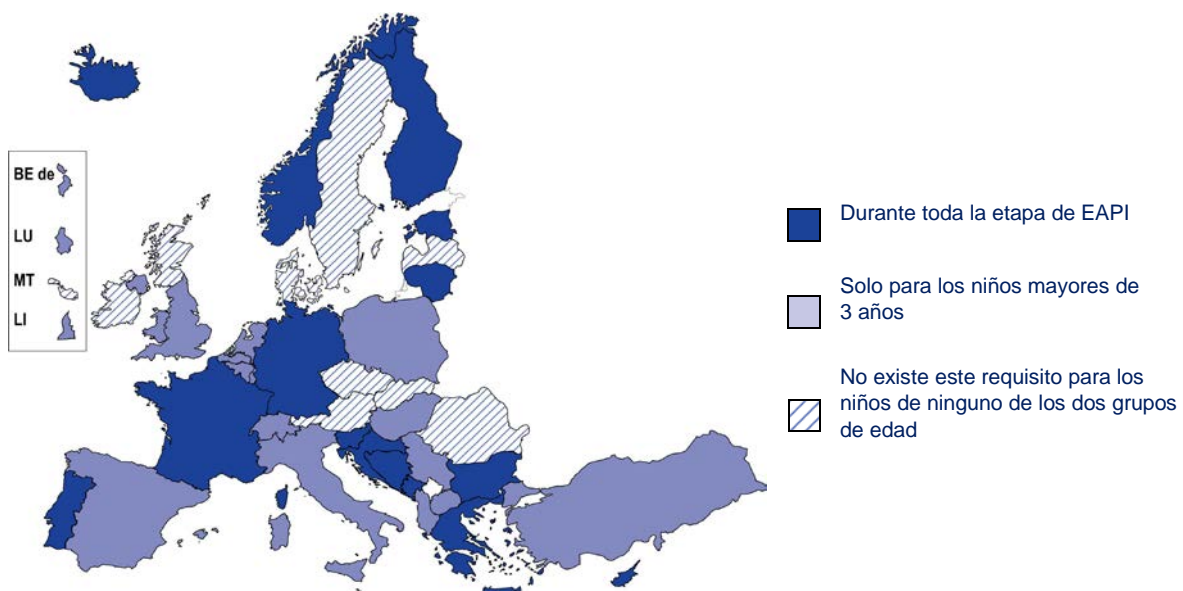 BE de
LU
MT
LI
Durante toda la etapa de EAPI
Solo para los niños mayores de
3 años
No existe este requisito para los
niños de ninguno de los dos grupos
de edad